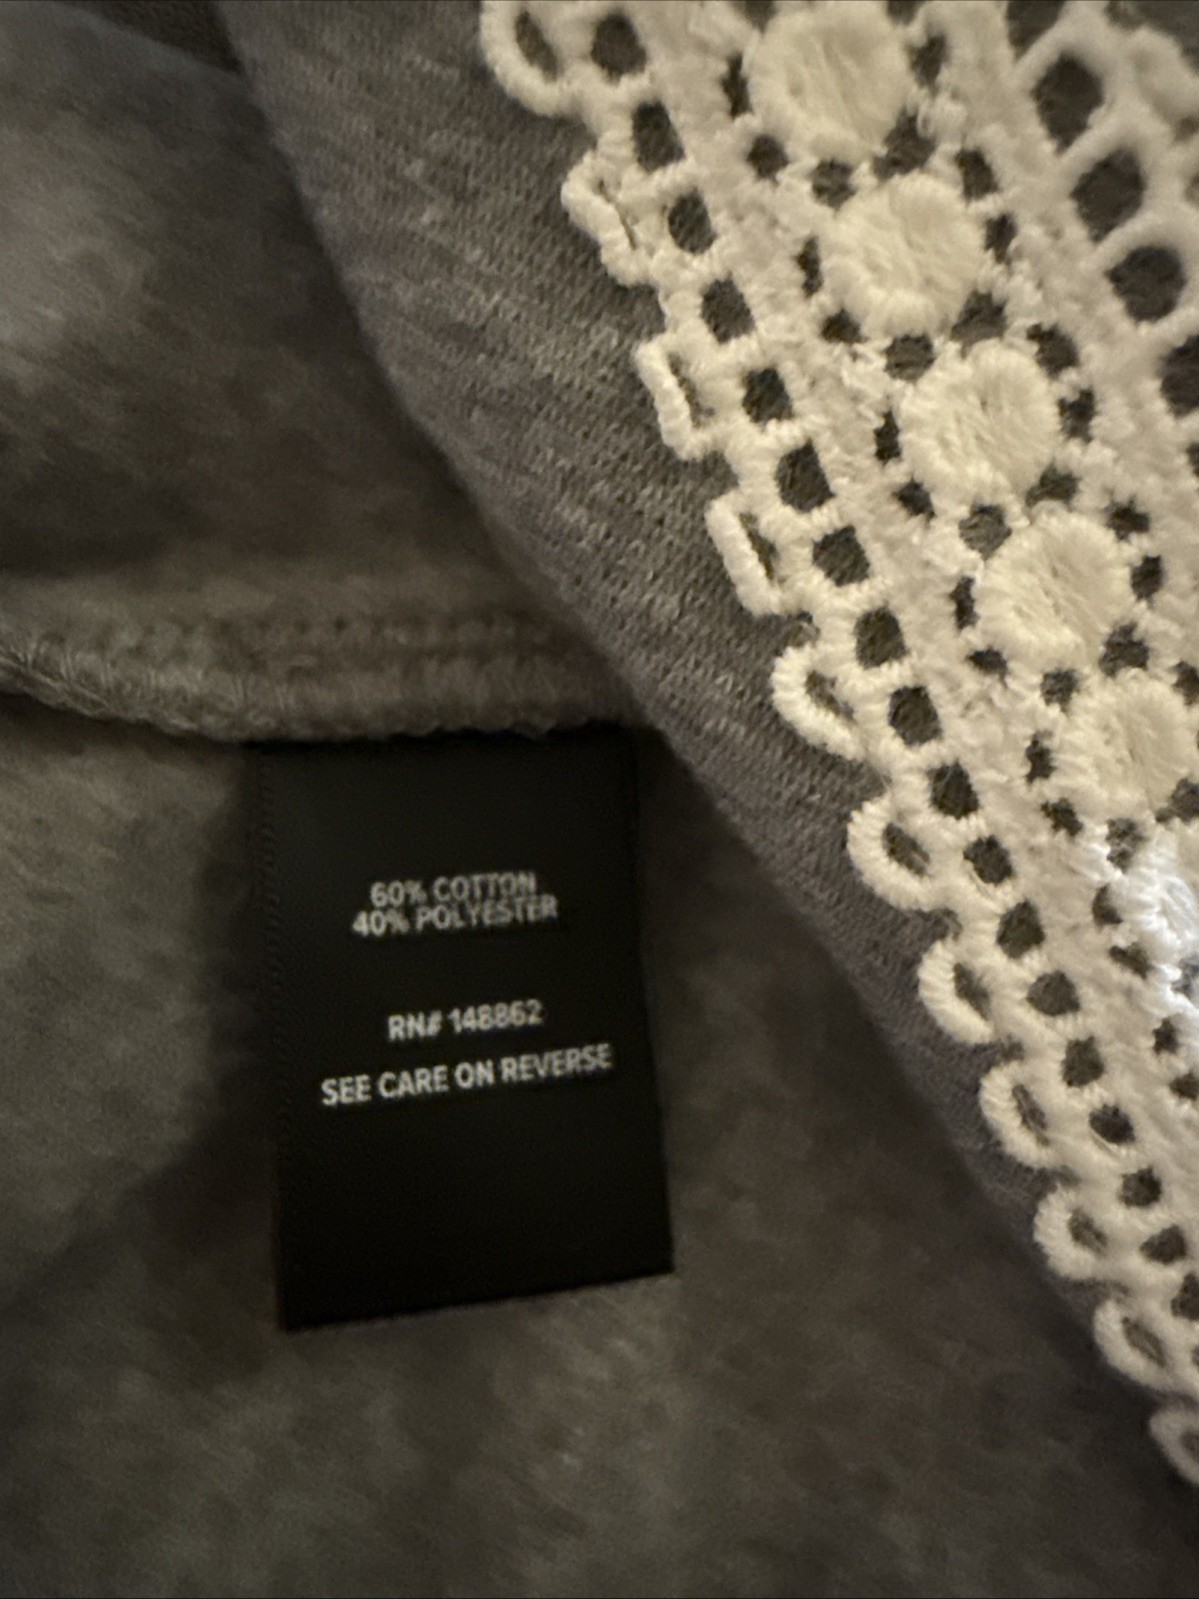 60% COTTON
40% POLYESTER
RN# 148862
SEE CARE ON REVERSE